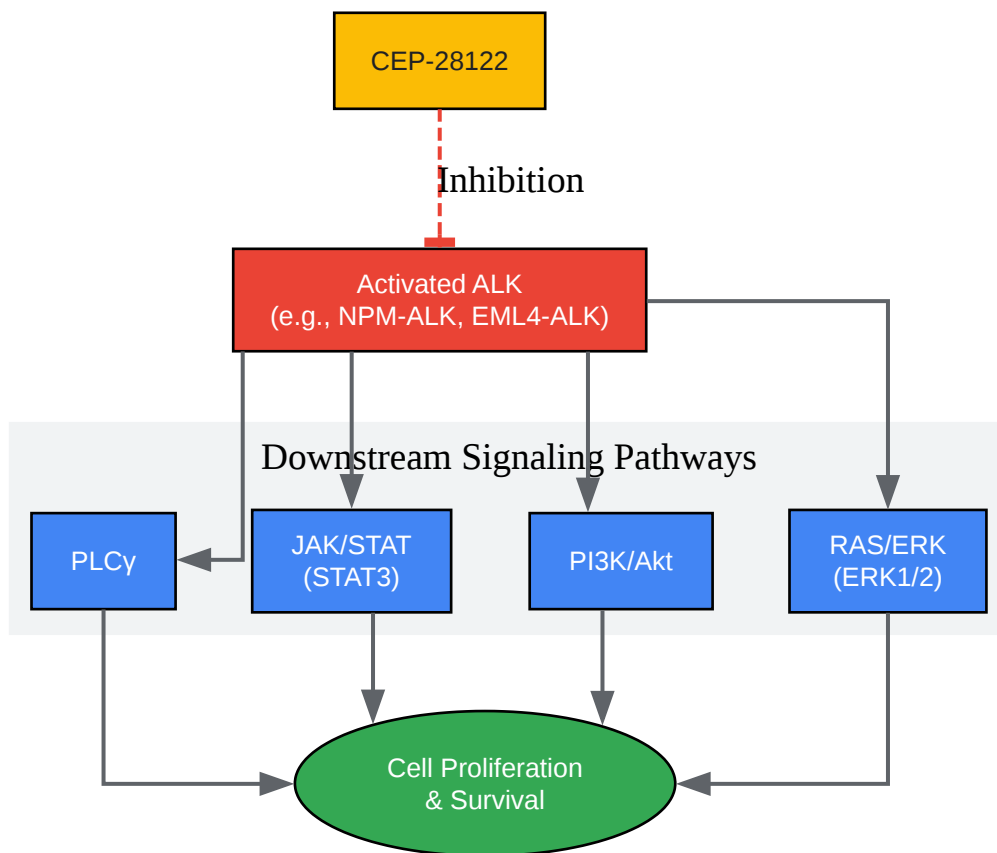 CEP-28122
Inhibition
Activated ALK
(e.g., NPM-ALK, EML4-ALK)
Downstream Signaling Pathways
PLCγ
JAK/STAT
(STAT3)
PI3K/Akt
RAS/ERK
(ERK1/2)
Cell Proliferation
& Survival